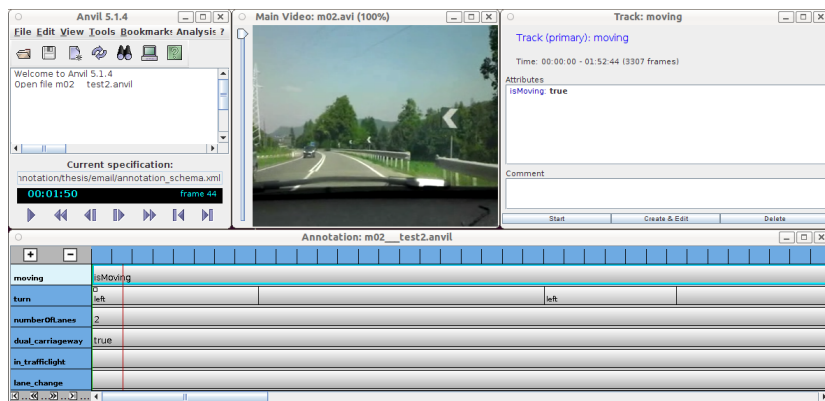 Anvil 5.1.4
File Edit View Tools Bookmarks Analysis ?
Welcome to Anvil 5.1.4
Open file m02 test2.anvil
Current specification:
nnotation/thesis/email/annotation_schema.xml
00:01:50 frame 44
Main Video: m02.avi (100%)
Track: moving
Track (primary): moving
Time: 00:00:00 - 01:52:44 (3307 frames)
Attributes
isMoving: true
Comment
Start Create & Edit Delete
Annotation: m02___test2.anvil
moving isMoving
turn left left
numberOfLanes 2
dual_carriageway true
in_trafficlight
lane_change